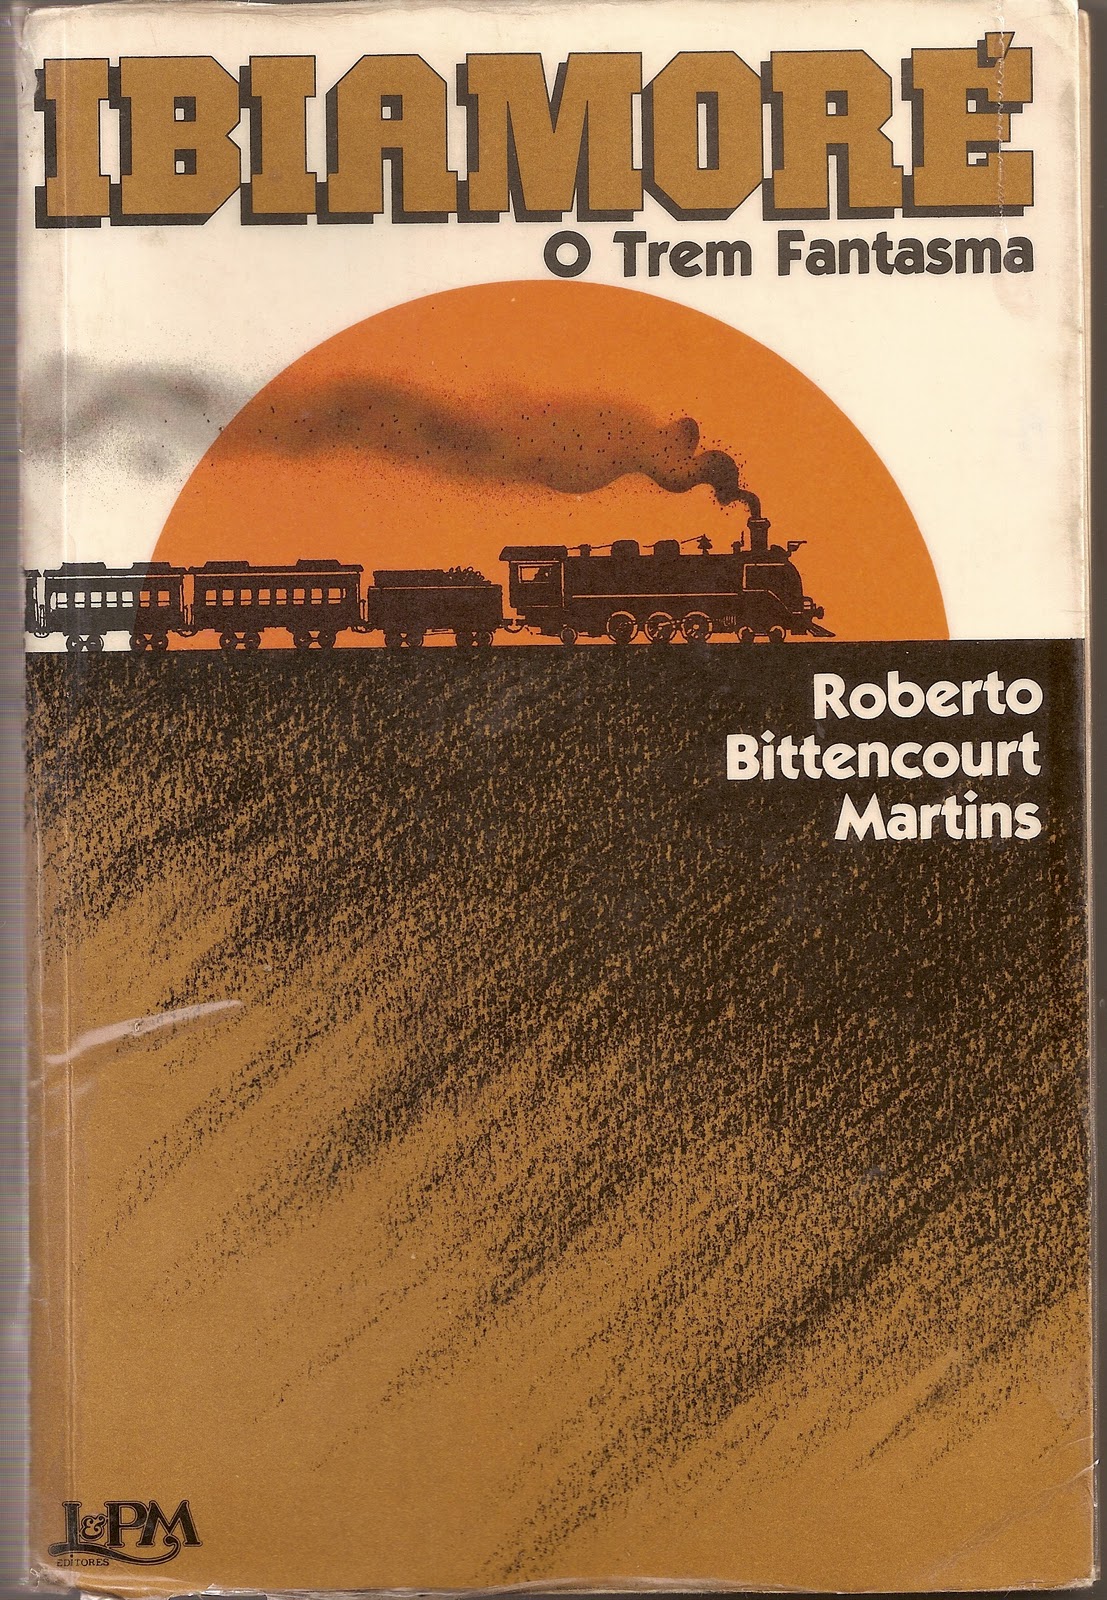 IBIAMORÉ
O Trem Fantasma
Roberto
Bittencourt
Martins
L&PM
EDITORES